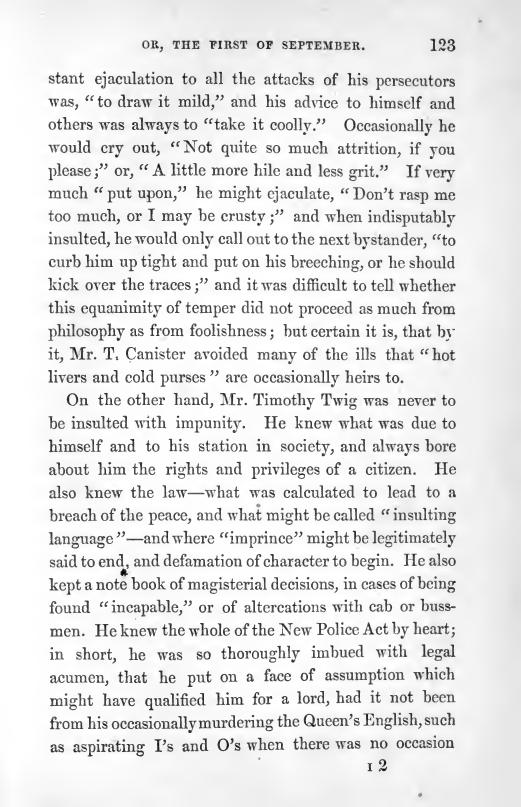 OR, THE FIRST OF SEPTEMBER. 123
stant ejaculation to all the attacks of his persecutors
was, “to draw it mild,” and his advice to himself and
others was always to “take it coolly.” Occasionally he
would cry out, “Not quite so much attrition, if you
please;” or, “A little more hile and less grit.” If very
much “put upon,” he might ejaculate, “Don’t rasp me
too much, or I may be crusty;” and when indisputably
insulted, he would only call out to the next bystander, “to
curb him up tight and put on his breeching, or he should
kick over the traces;” and it was difficult to tell whether
this equanimity of temper did not proceed as much from
philosophy as from foolishness; but certain it is, that by
it, Mr. T. Canister avoided many of the ills that “hot
livers and cold purses” are occasionally heirs to.
On the other hand, Mr. Timothy Twig was never to
be insulted with impunity. He knew what was due to
himself and to his station in society, and always bore
about him the rights and privileges of a citizen. He
also knew the law—what was calculated to lead to a
breach of the peace, and what might be called “insulting
language”—and where “imprince” might be legitimately
said to end, and defamation of character to begin. He also
kept a note book of magisterial decisions, in cases of being
found “incapable,” or of altercations with cab or buss-
men. He knew the whole of the New Police Act by heart;
in short, he was so thoroughly imbued with legal
acumen, that he put on a face of assumption which
might have qualified him for a lord, had it not been
from his occasionally murdering the Queen’s English, such
as aspirating I’s and O’s when there was no occasion
I 2